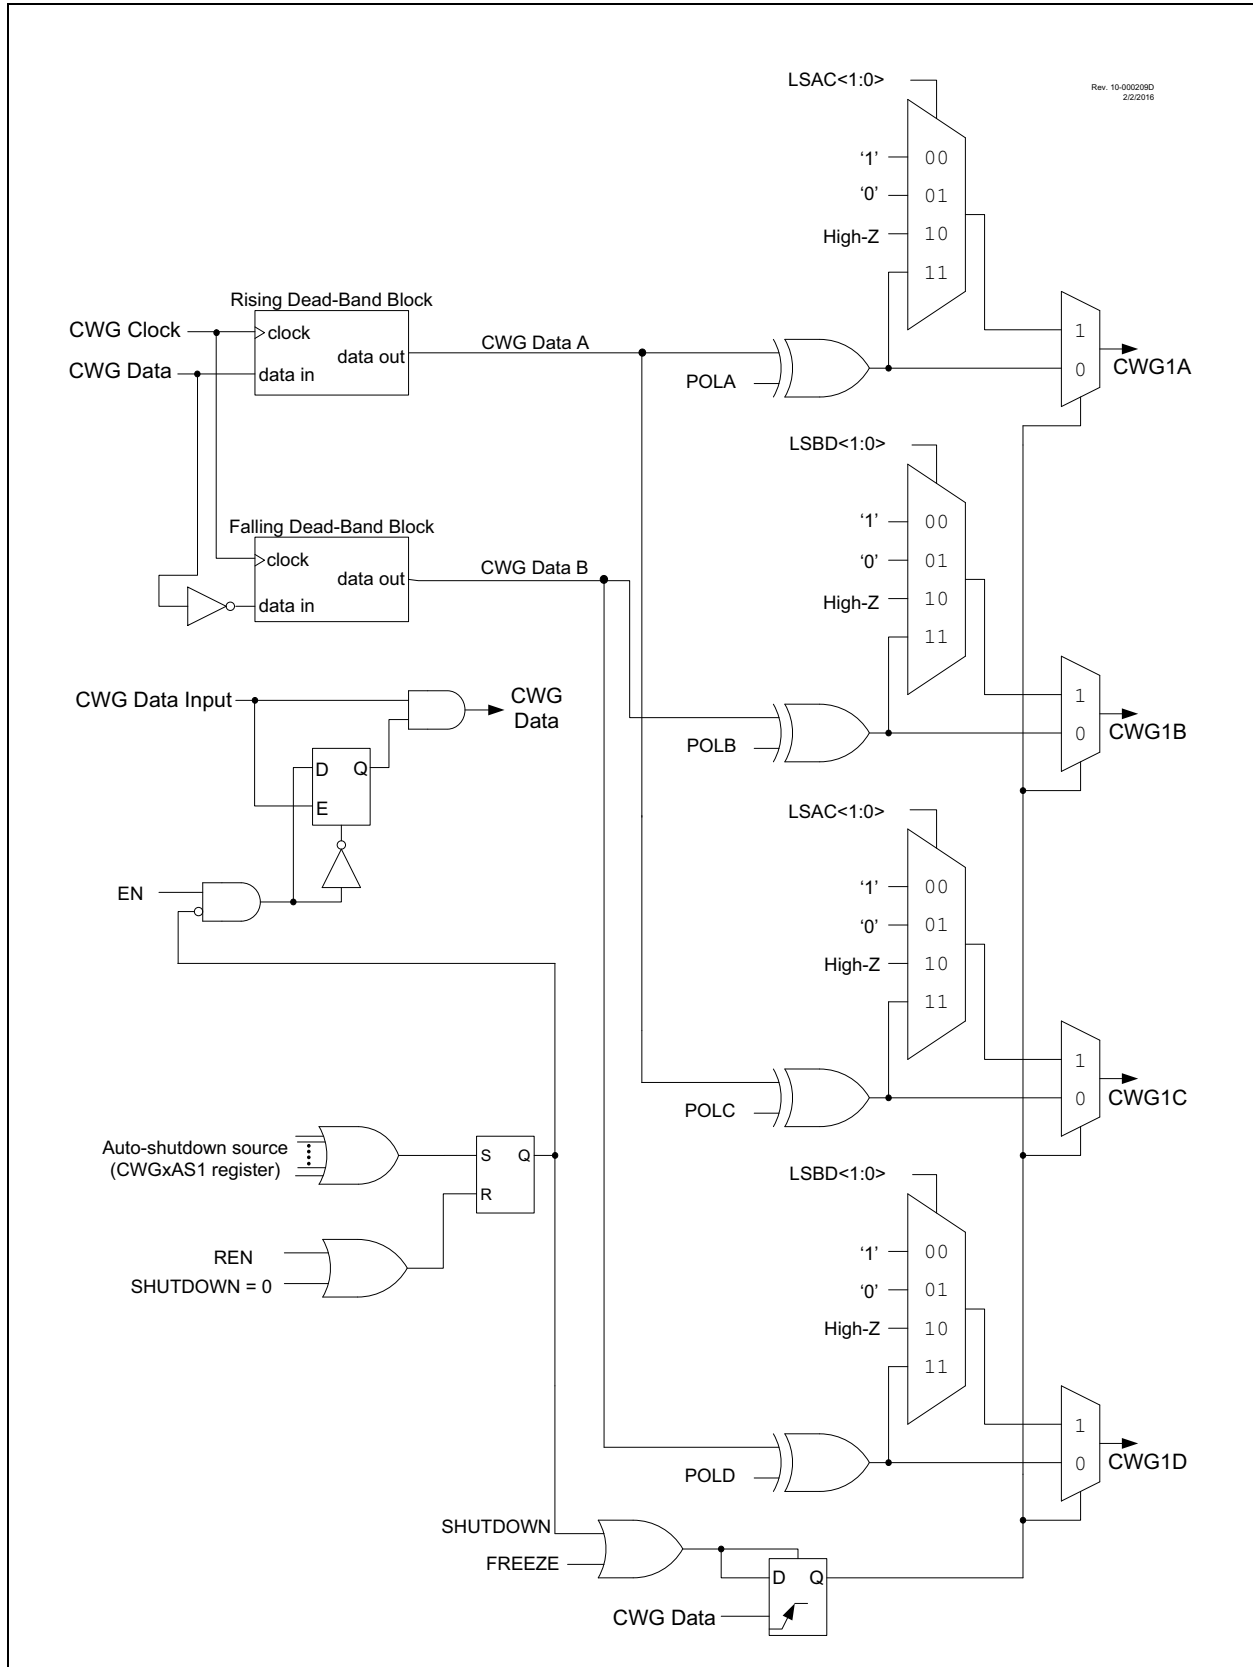 LSAC<1:0>
Rev. 10-000209D
2/2/2016
‘1’ 00
‘0’ 01
High-Z 10
11
1
0
CWG1A
Rising Dead-Band Block
CWG Clock
clock
CWG Data
data in
data out
CWG Data A
POLA
LSBD<1:0>
‘1’ 00
‘0’ 01
High-Z 10
11
1
0
CWG1B
Falling Dead-Band Block
clock
data out
data in
CWG Data B
POLB
CWG Data Input
CWG
Data
D Q
E
EN
LSAC<1:0>
‘1’ 00
‘0’ 01
High-Z 10
11
1
0
CWG1C
POLC
Auto-shutdown source
(CWGxAS1 register)
S Q
R
REN
SHUTDOWN = 0
LSBD<1:0>
‘1’ 00
‘0’ 01
High-Z 10
11
1
0
CWG1D
POLD
SHUTDOWN
FREEZE
D Q
CWG Data